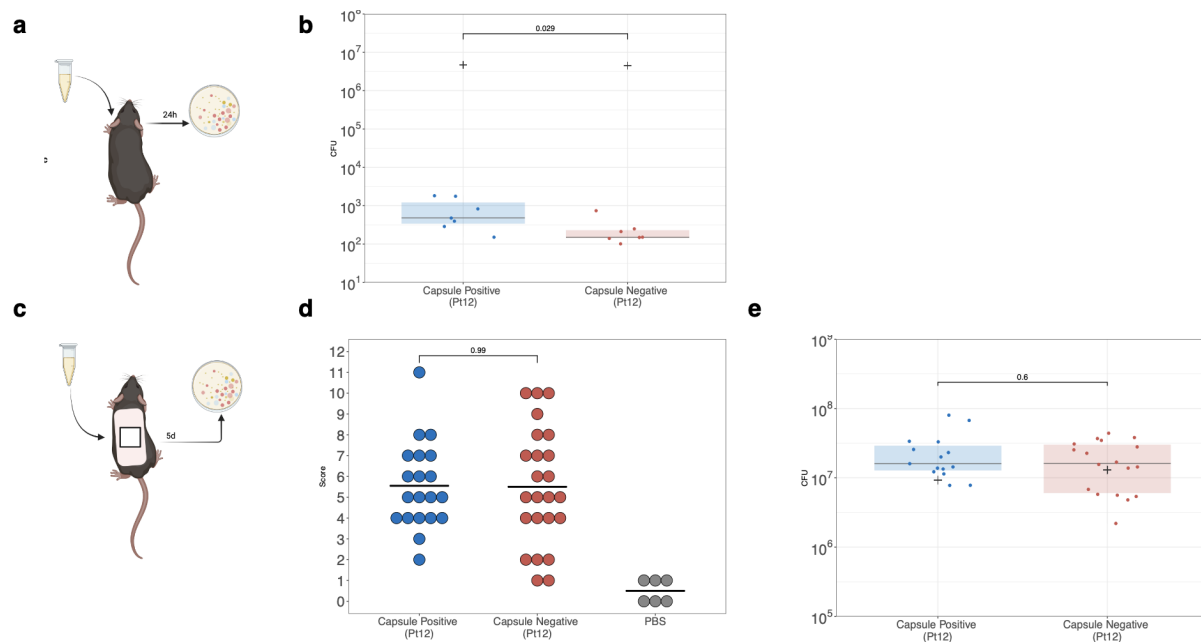 a
24h
b
10⁸
10⁷
10⁶
10⁵
10⁴
10³
10²
10¹
CFU
0.029
Capsule Positive
(Pt12)
Capsule Negative
(Pt12)
c
5d
d
12
11
10
9
8
7
6
5
4
3
2
1
0
Score
0.99
Capsule Positive
(Pt12)
Capsule Negative
(Pt12)
PBS
e
10⁹
10⁸
10⁷
10⁶
10⁵
CFU
0.6
Capsule Positive
(Pt12)
Capsule Negative
(Pt12)